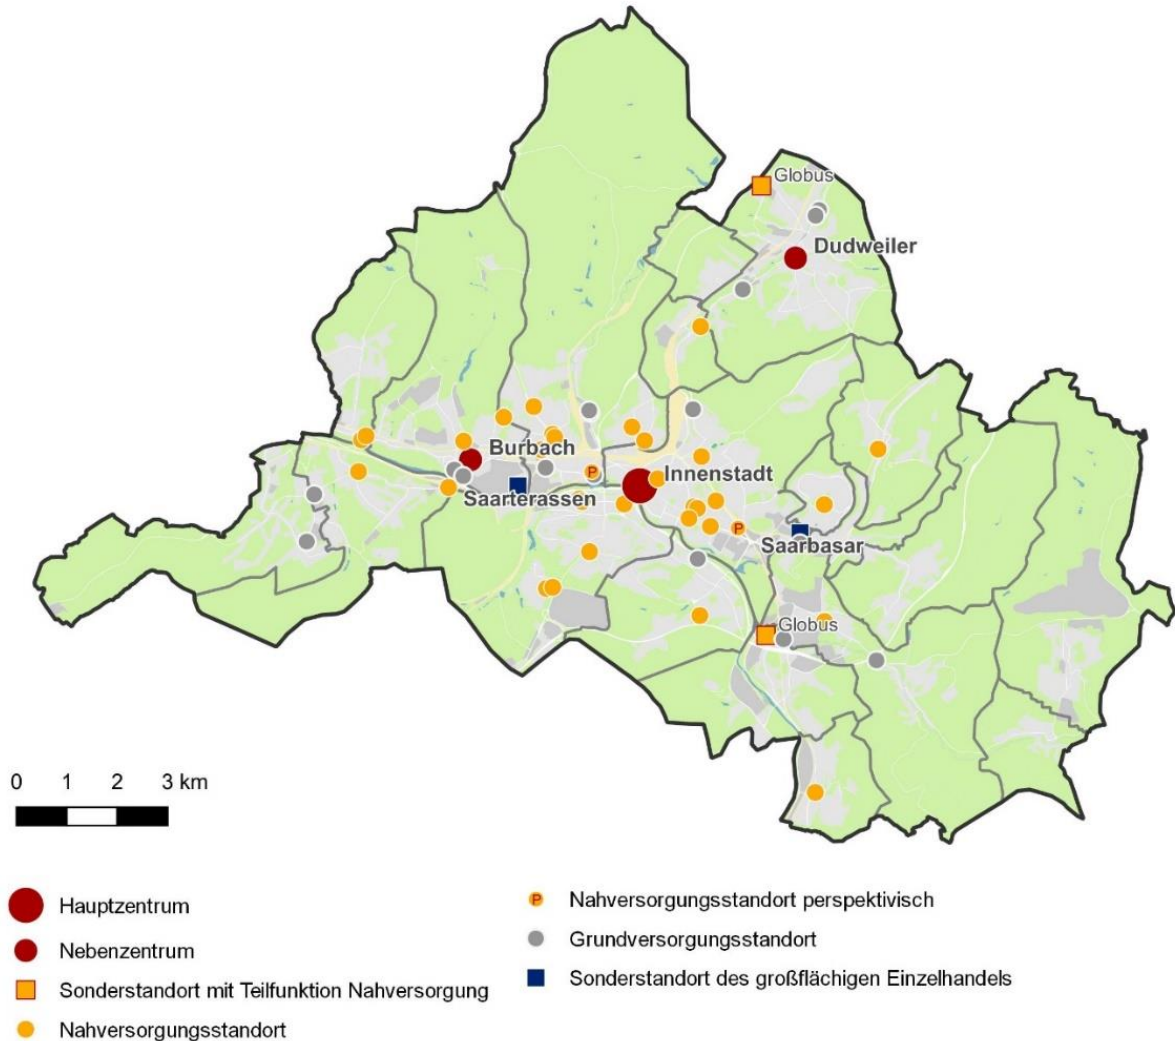 Globus
Dudweiler
Burbach
P
Innenstadt
Saarterassen
P
Saarbasar
Globus
0 1 2 3 km
Hauptzentrum
Nebenzentrum
Sonderstandort mit Teilfunktion Nahversorgung
Nahversorgungsstandort
P Nahversorgungsstandort perspektivisch
Grundversorgungsstandort
Sonderstandort des großflächigen Einzelhandels